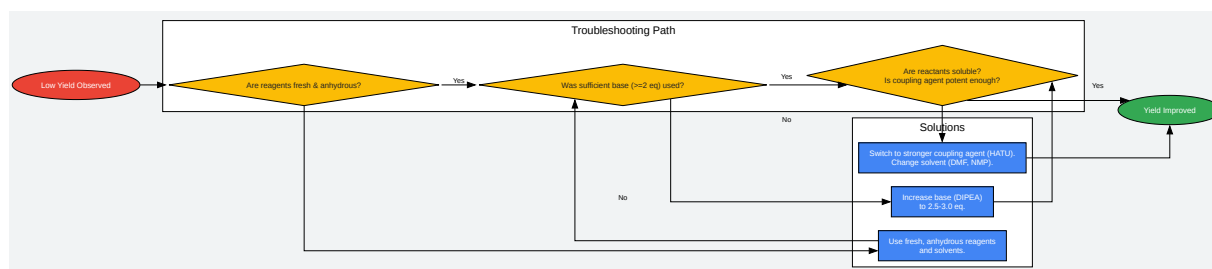 Troubleshooting Path
Low Yield Observed
Are reagents fresh & anhydrous?
Yes
Was sufficient base (>=2 eq) used?
Yes
Are reactants soluble?
Is coupling agent potent enough?
Yes
Yield Improved
No
Solutions
Switch to stronger coupling agent (HATU).
Change solvent (DMF, NMP).
No
Increase base (DIPEA)
to 2.5-3.0 eq.
Use fresh, anhydrous reagents
and solvents.